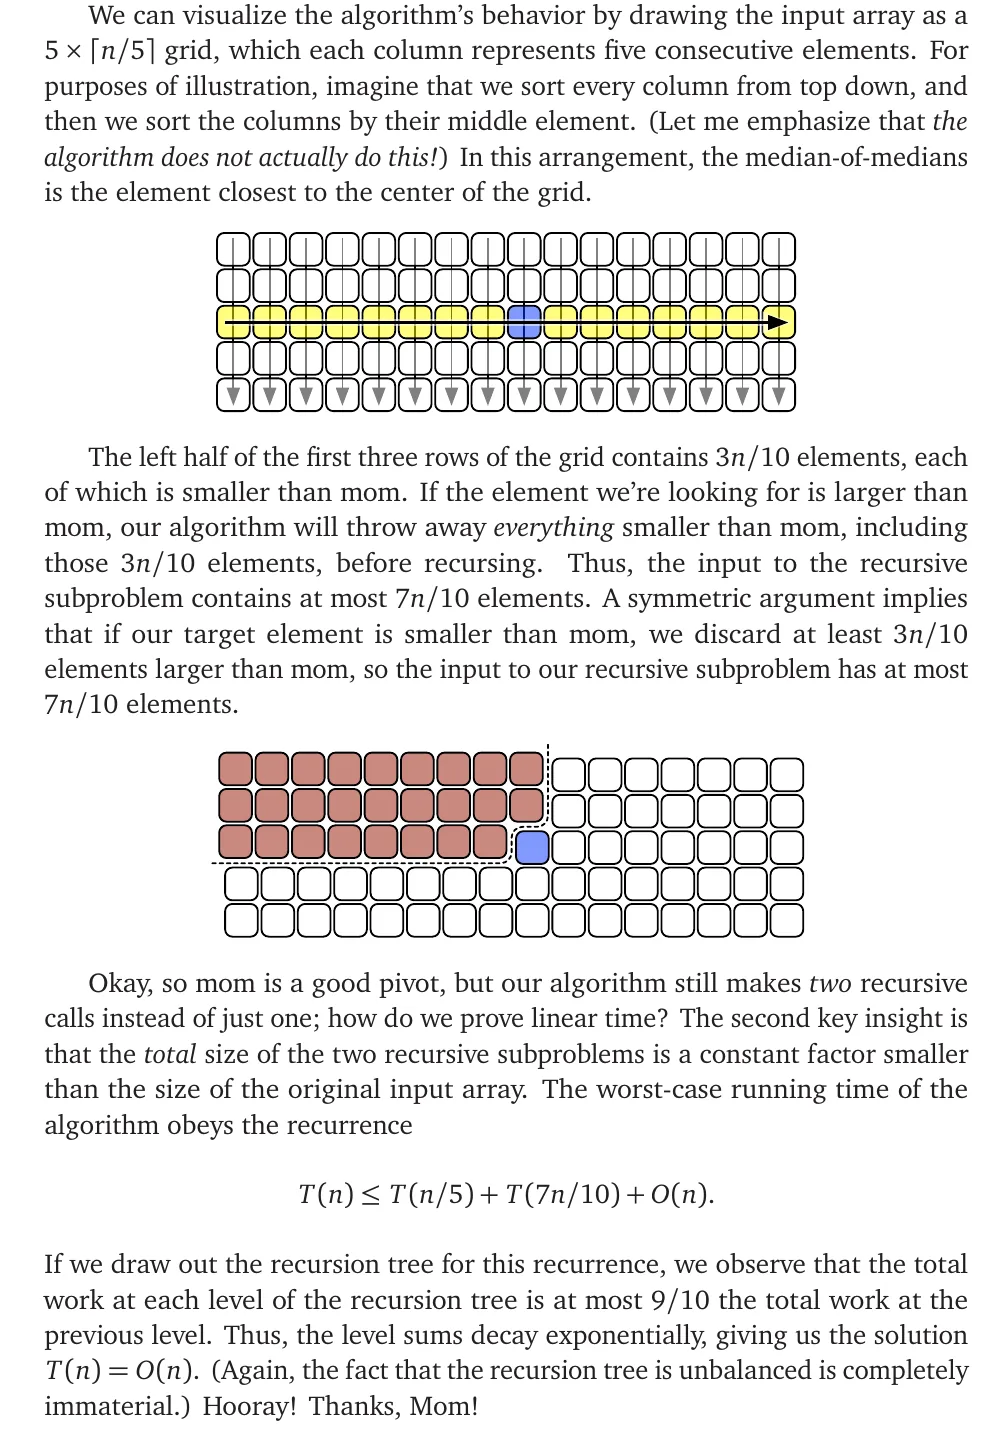 We can visualize the algorithm’s behavior by drawing the input array as a
5 × ⌈n/5⌉ grid, which each column represents five consecutive elements. For
purposes of illustration, imagine that we sort every column from top down, and
then we sort the columns by their middle element. (Let me emphasize that the
algorithm does not actually do this!) In this arrangement, the median-of-medians
is the element closest to the center of the grid.
The left half of the first three rows of the grid contains 3n/10 elements, each
of which is smaller than mom. If the element we’re looking for is larger than
mom, our algorithm will throw away everything smaller than mom, including
those 3n/10 elements, before recursing. Thus, the input to the recursive
subproblem contains at most 7n/10 elements. A symmetric argument implies
that if our target element is smaller than mom, we discard at least 3n/10
elements larger than mom, so the input to our recursive subproblem has at most
7n/10 elements.
Okay, so mom is a good pivot, but our algorithm still makes two recursive
calls instead of just one; how do we prove linear time? The second key insight is
that the total size of the two recursive subproblems is a constant factor smaller
than the size of the original input array. The worst-case running time of the
algorithm obeys the recurrence
T(n) ≤ T(n/5) + T(7n/10) + O(n).
If we draw out the recursion tree for this recurrence, we observe that the total
work at each level of the recursion tree is at most 9/10 the total work at the
previous level. Thus, the level sums decay exponentially, giving us the solution
T(n) = O(n). (Again, the fact that the recursion tree is unbalanced is completely
immaterial.) Hooray! Thanks, Mom!